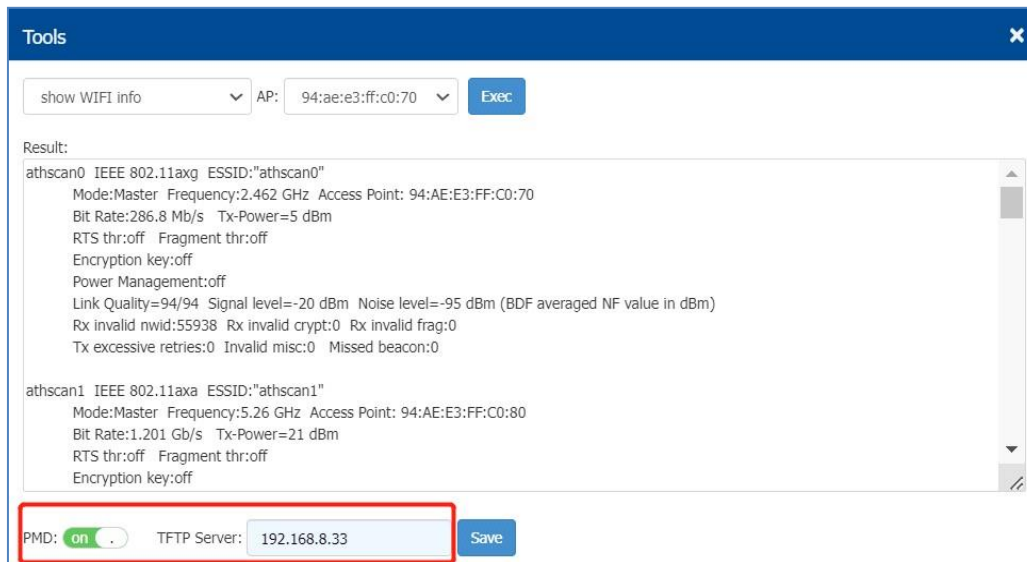 Tools
show WIFI info AP: 94:ae:e3:ff:c0:70 Exec
Result:
athscan0 IEEE 802.11axg ESSID:"athscan0"
Mode:Master Frequency:2.462 GHz Access Point: 94:AE:E3:FF:C0:70
Bit Rate:286.8 Mb/s Tx-Power=5 dBm
RTS thr:off Fragment thr:off
Encryption key:off
Power Management:off
Link Quality=94/94 Signal level=-20 dBm Noise level=-95 dBm (BDF averaged NF value in dBm)
Rx invalid nwid:55938 Rx invalid crypt:0 Rx invalid frag:0
Tx excessive retries:0 Invalid misc:0 Missed beacon:0
athscan1 IEEE 802.11axa ESSID:"athscan1"
Mode:Master Frequency:5.26 GHz Access Point: 94:AE:E3:FF:C0:80
Bit Rate:1.201 Gb/s Tx-Power=21 dBm
RTS thr:off Fragment thr:off
Encryption key:off
PMD: on . TFTP Server: 192.168.8.33 Save